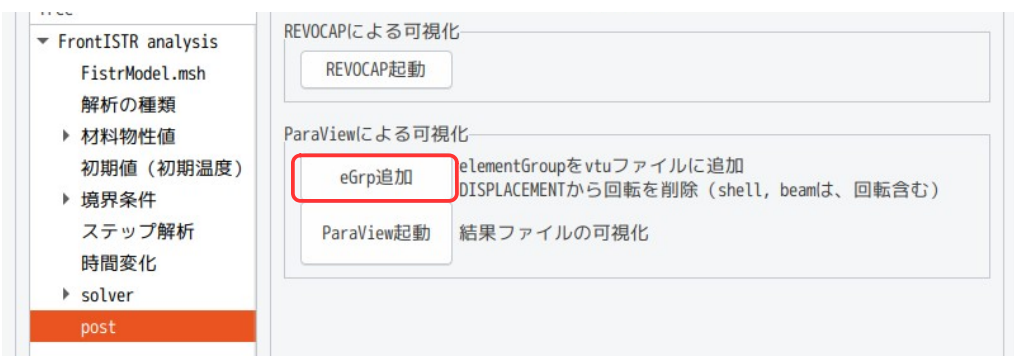 FrontISTR analysis
FistrModel.msh
解析の種類
材料物性値
初期値（初期温度）
境界条件
ステップ解析
時間変化
solver
post
REVOCAPによる可視化
REVOCAP起動
ParaViewによる可視化
eGrp追加
elementGroupをvtuファイルに追加
DISPLACEMENTから回転を削除（shell, beamは、回転含む）
ParaView起動
結果ファイルの可視化